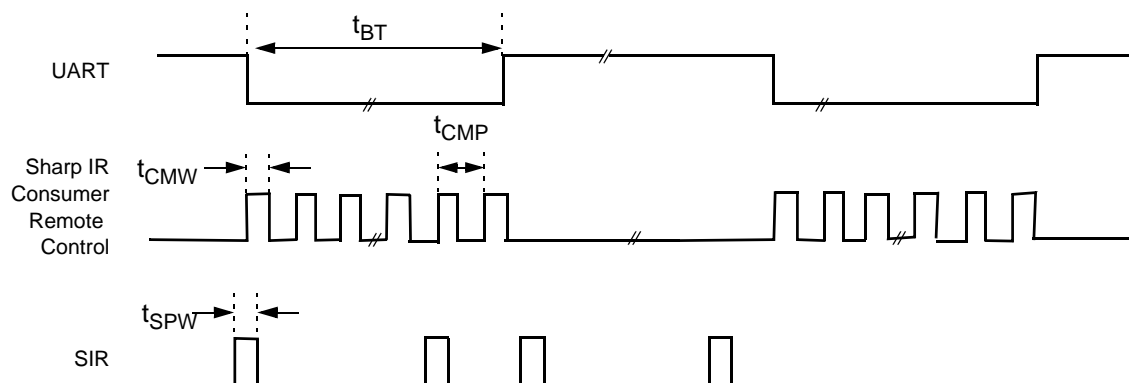 t_BT
UART
t_CMP
Sharp IR
Consumer
Remote
Control
t_CMW
t_SPW
SIR